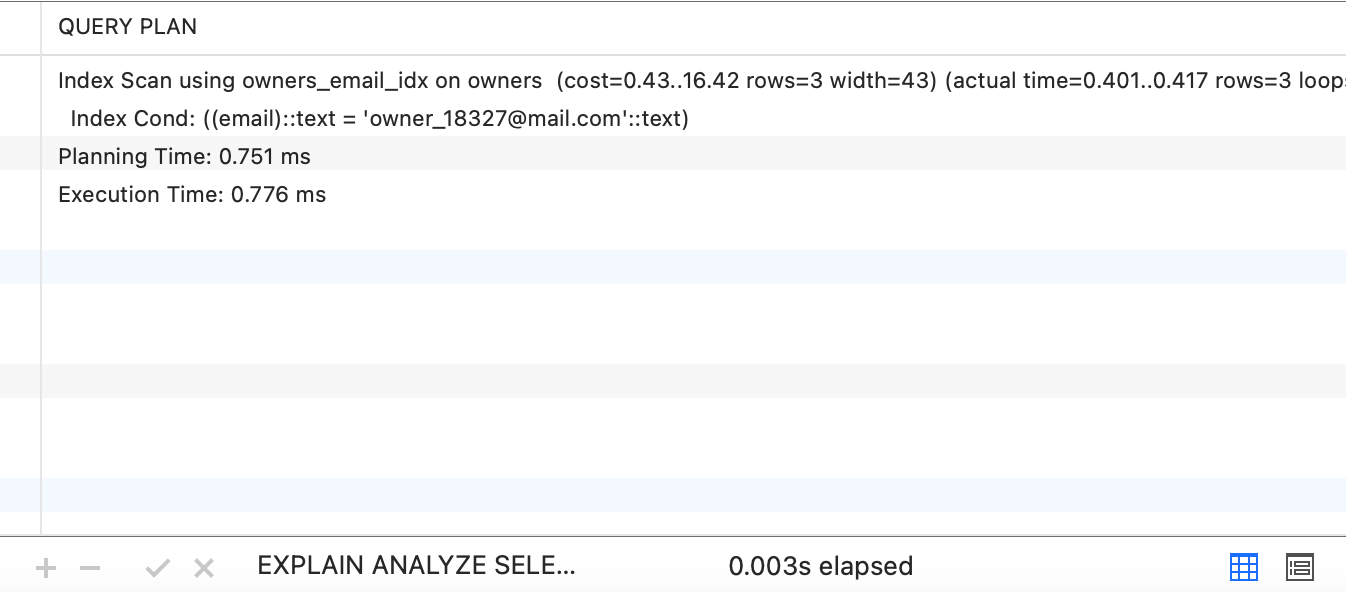 QUERY PLAN
Index Scan using owners_email_idx on owners  (cost=0.43..16.42 rows=3 width=43) (actual time=0.401..0.417 rows=3 loop
Index Cond: ((email)::text = 'owner_18327@mail.com'::text)
Planning Time: 0.751 ms
Execution Time: 0.776 ms
EXPLAIN ANALYZE SELE... 0.003s elapsed